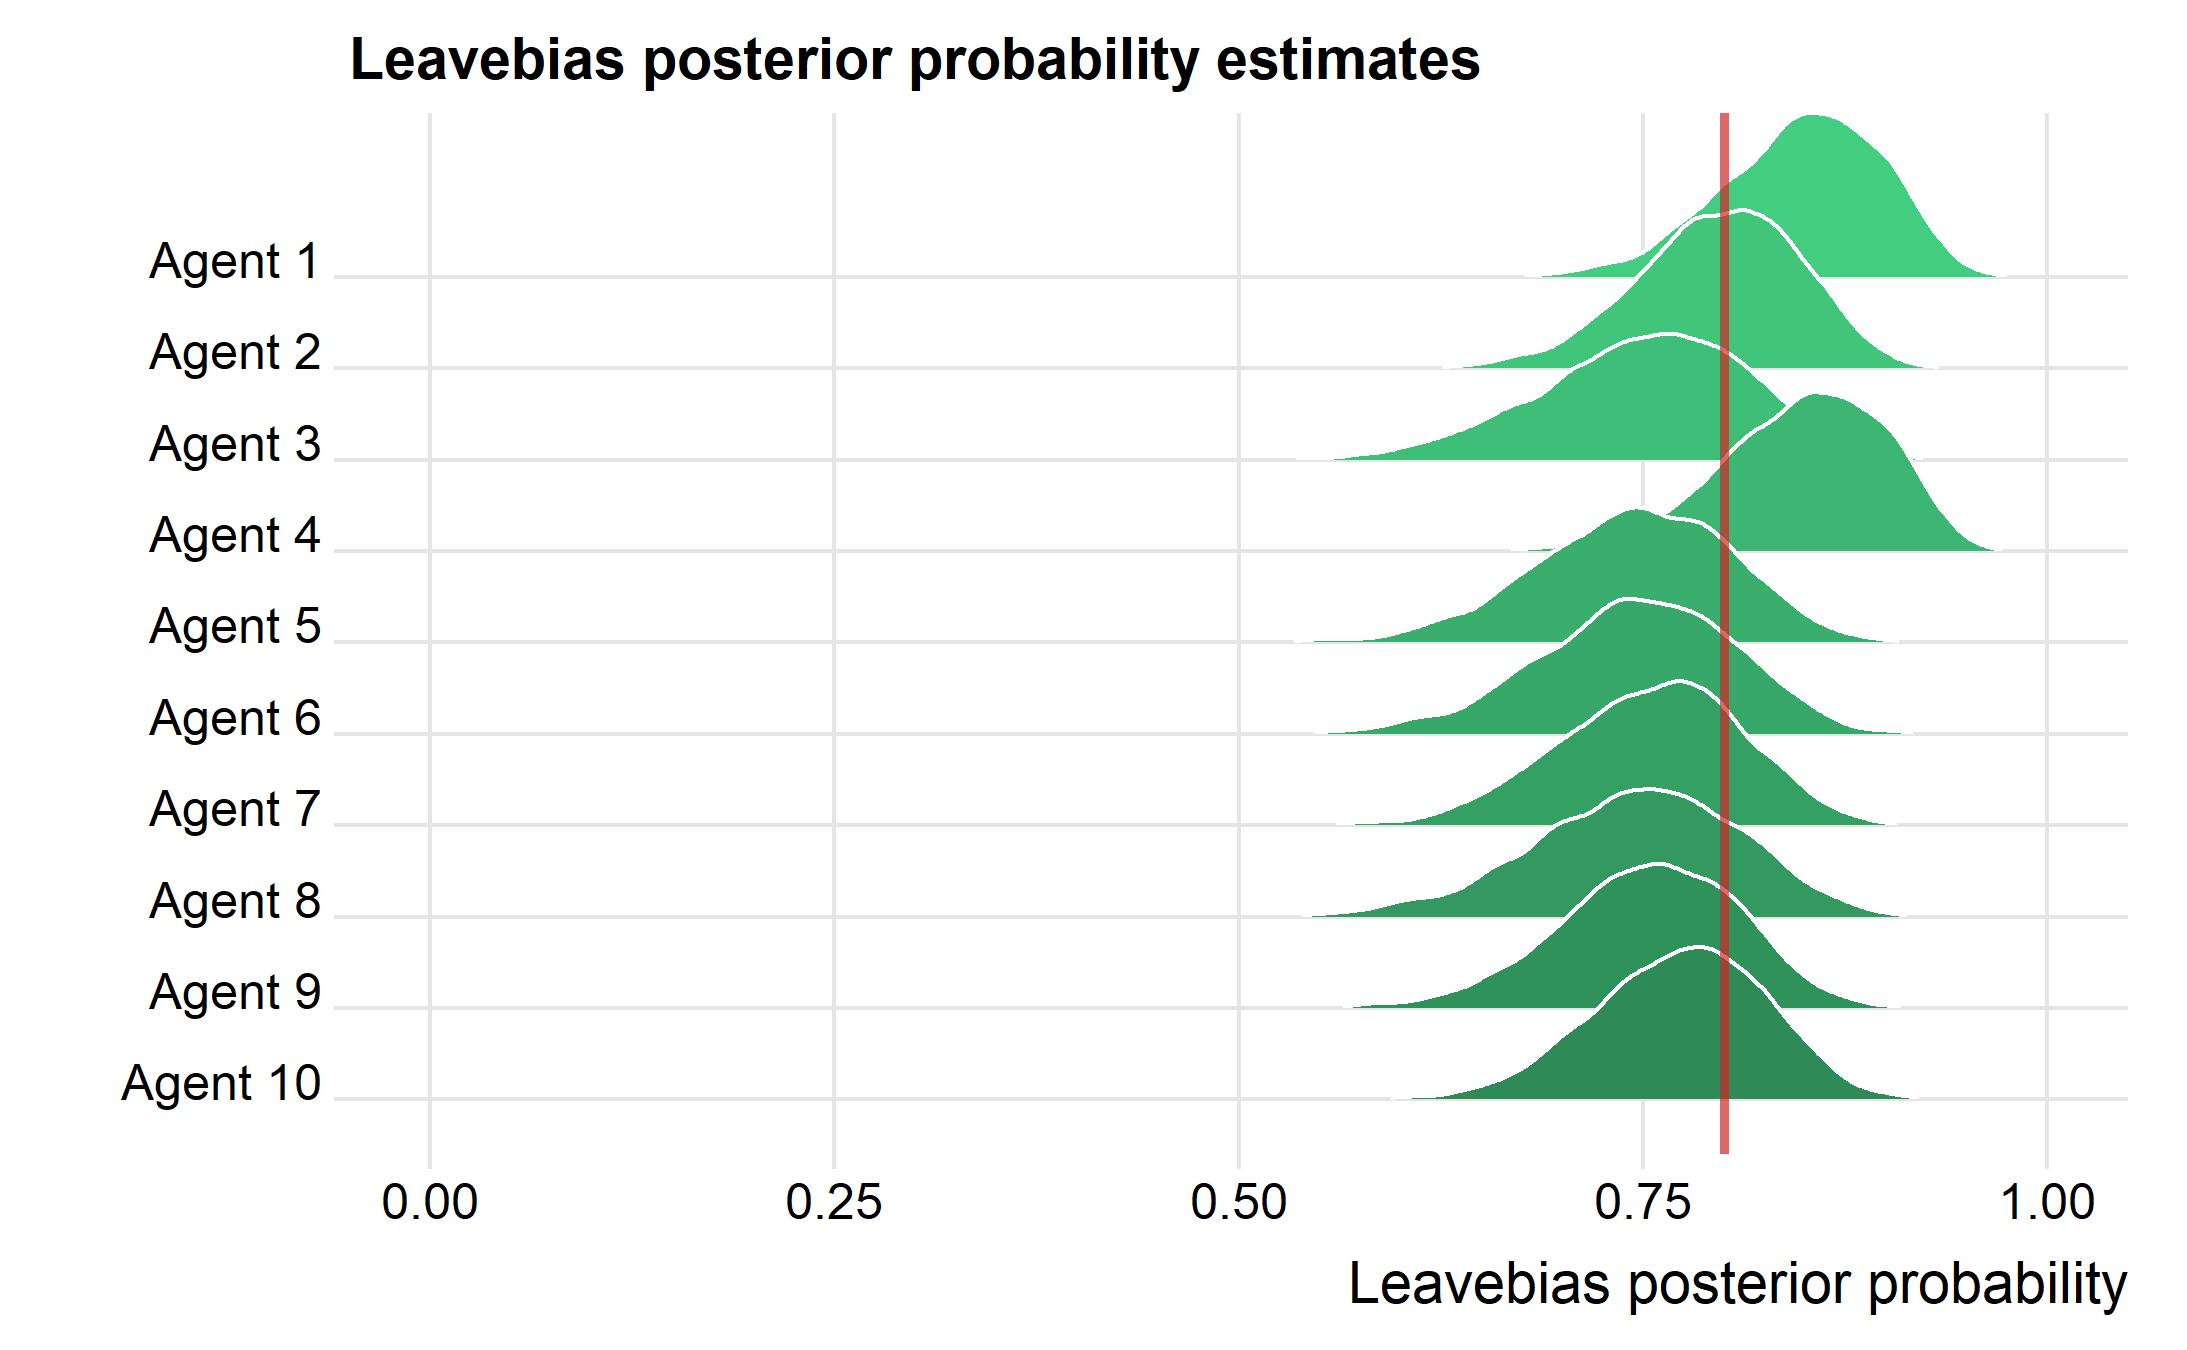 Leavebias posterior probability estimates
Agent 1
Agent 2
Agent 3
Agent 4
Agent 5
Agent 6
Agent 7
Agent 8
Agent 9
Agent 10
0.00 0.25 0.50 0.75 1.00
Leavebias posterior probability